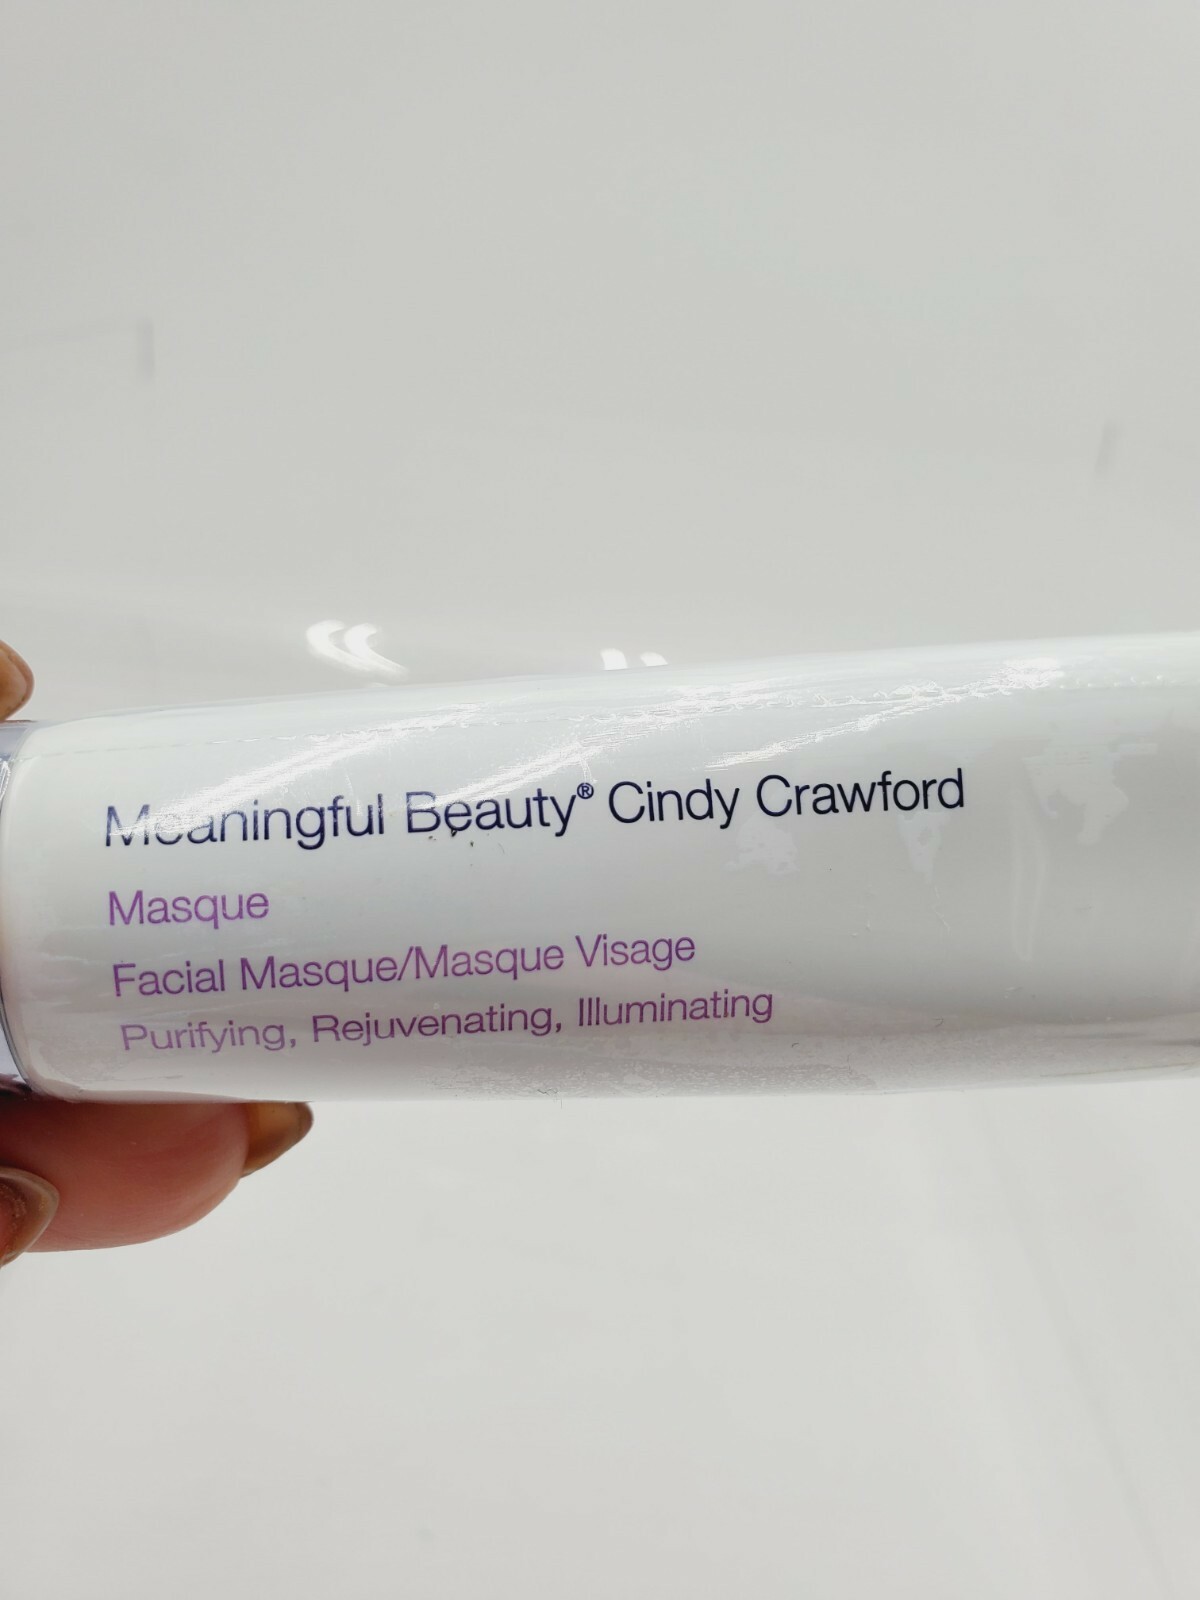 Meaningful Beauty® Cindy Crawford
Masque
Facial Masque/Masque Visage
Purifying, Rejuvenating, Illuminating